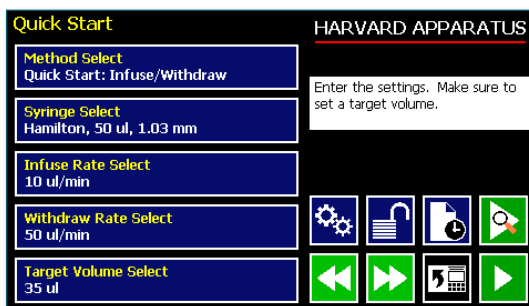 Quick Start
Method Select
Quick Start: Infuse/Withdraw
Syringe Select
Hamilton, 50 ul, 1.03 mm
Infuse Rate Select
10 ul/min
Withdraw Rate Select
50 ul/min
Target Volume Select
35 ul
HARVARD APPARATUS
Enter the settings. Make sure to
set a target volume.
5